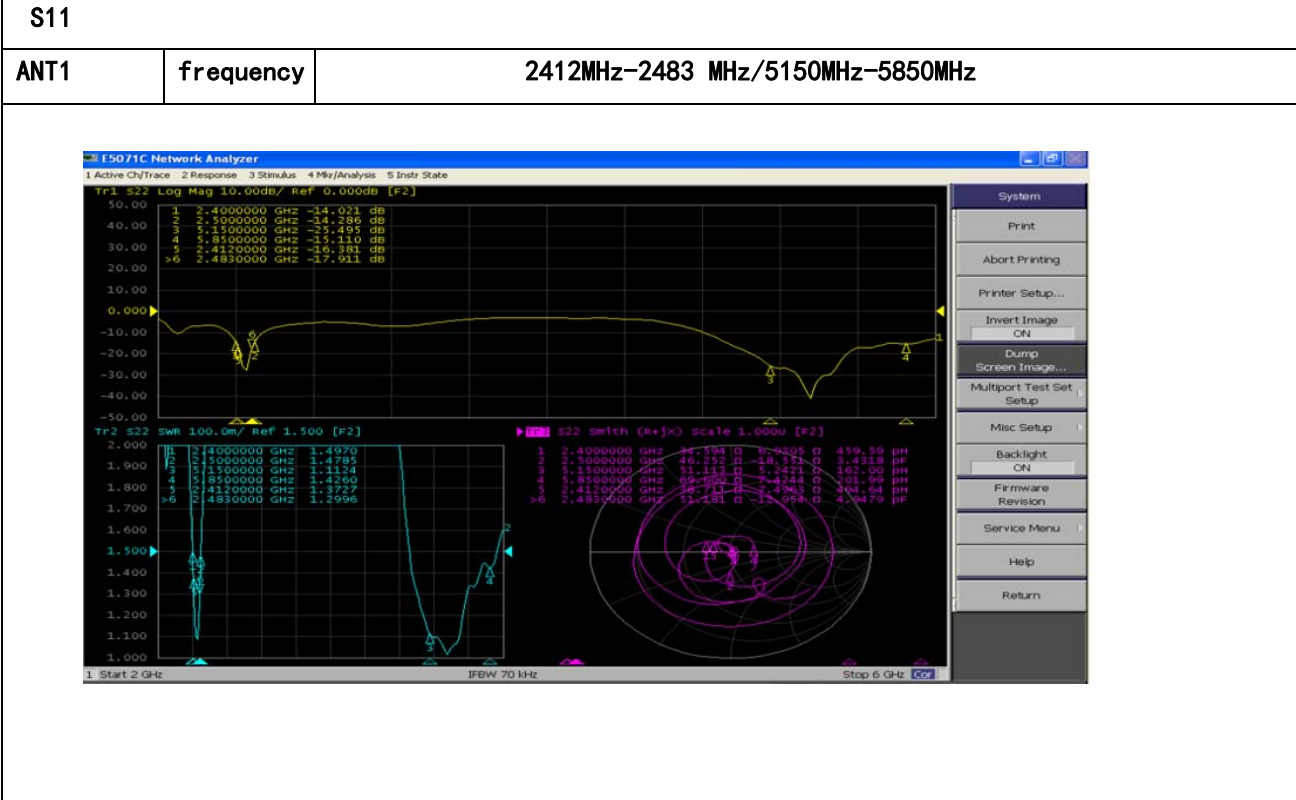 S11
ANT1 frequency 2412MHz-2483 MHz/5150MHz-5850MHz
E5071C Network Analyzer
1 Active Ch/Trace 2 Response 3 Stimulus 4 Mkr/Analysis 5 Instr State
Tr1 S22 Log Mag 10.00dB/ Ref 0.000dB [F2]
50.00
40.00
30.00
20.00
10.00
0.000
-10.00
-20.00
-30.00
-40.00
-50.00
1 2.4000000 GHz -14.021 dB
2 2.5000000 GHz -14.286 dB
3 5.1500000 GHz -25.495 dB
4 5.8500000 GHz -15.110 dB
5 2.4120000 GHz -16.381 dB
>6 2.4830000 GHz -17.911 dB
Tr2 S22 SWR 100.0m/ Ref 1.500 [F2]
2.000
1.900
1.800
1.700
1.600
1.500
1.400
1.300
1.200
1.100
1.000
1 2.4000000 GHz 1.4970
2 2.5000000 GHz 1.4785
3 5.1500000 GHz 1.1124
4 5.8500000 GHz 1.4260
5 2.4120000 GHz 1.3727
>6 2.4830000 GHz 1.2996
Tr3 S22 Smith (R+jX) Scale 1.000U [F2]
1 2.4000000 GHz 34.594 Ω 6.9305 Ω 459.59 pH
2 2.5000000 GHz 46.252 Ω -18.551 Ω 3.4318 pF
3 5.1500000 GHz 51.113 Ω 5.2421 Ω 162.00 pH
4 5.8500000 GHz 7.4244 Ω 201.99 pH
5 2.4120000 GHz 494.64 pH
>6 2.4830000 GHz 51.181 Ω -12.954 Ω 4.9479 pF
1 Start 2 GHz IFBW 70 kHz Stop 6 GHz Cor
System
Print
Abort Printing
Printer Setup...
Invert Image
ON
Dump
Screen Image...
Multiport Test Set
Setup
Misc Setup
Backlight
ON
Firmware
Revision
Service Menu
Help
Return